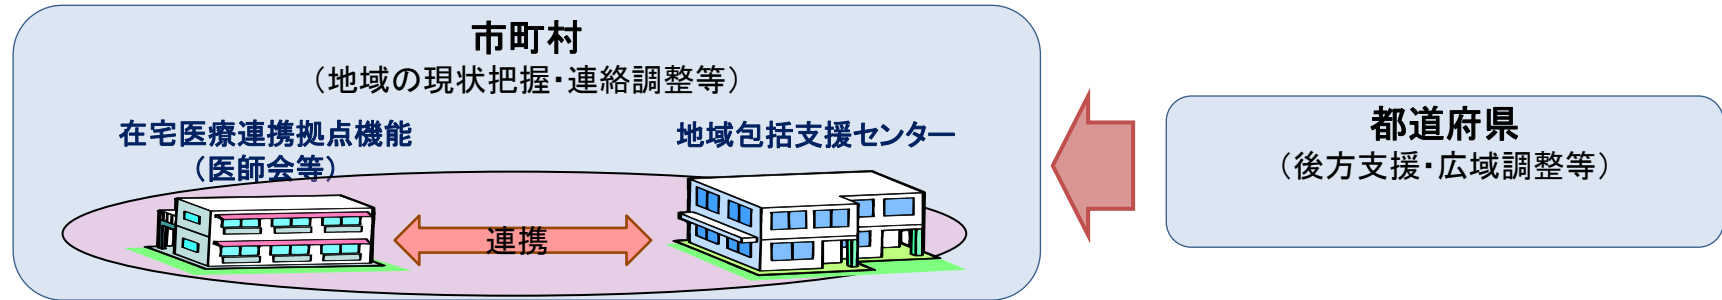 市町村
（地域の現状把握・連絡調整等）
在宅医療連携拠点機能
（医師会等）
地域包括支援センター
連携
都道府県
（後方支援・広域調整等）